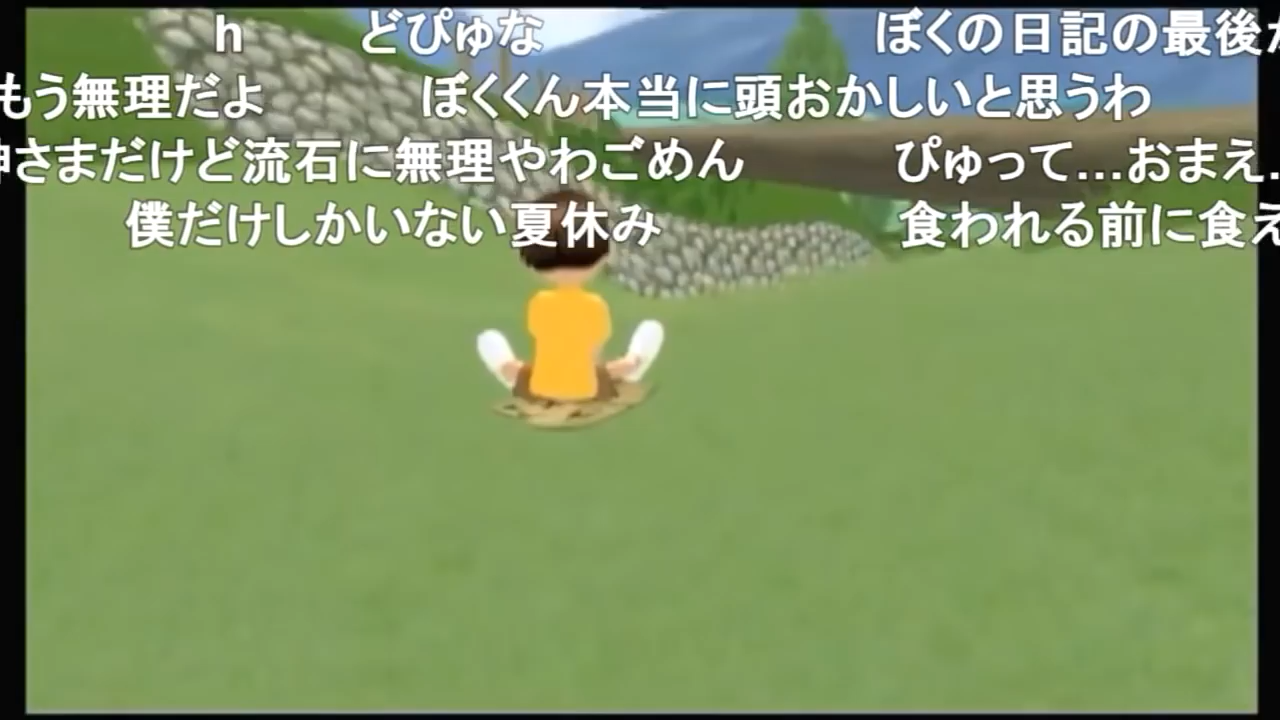 h どぴゅな ぼくの日記の最後が
もう無理だよ ぼくくん本当に頭おかしいと思うわ
神さまだけど流石に無理やわごめん ぴゅって…おまえ…
僕だけしかいない夏休み 食われる前に食え